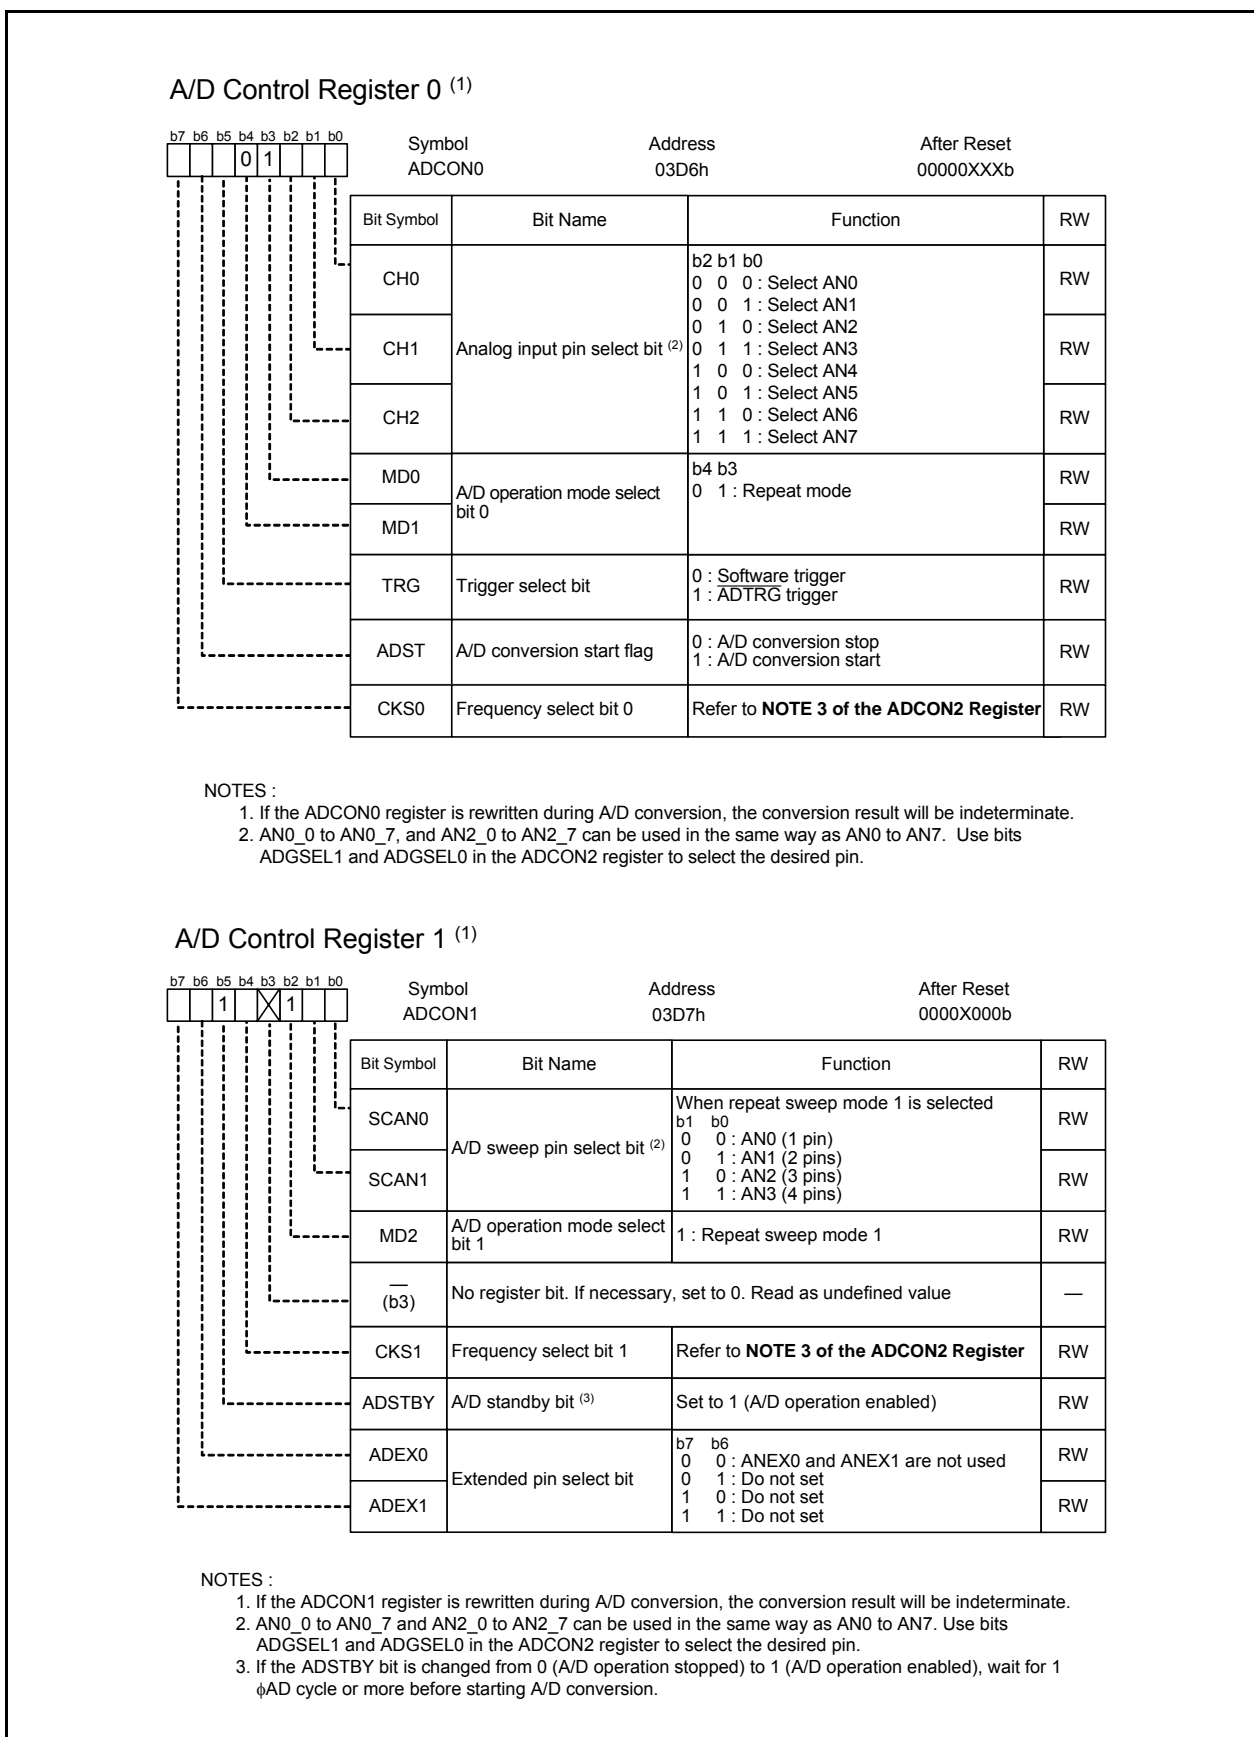 A/D Control Register 0 (1)
b7 b6 b5 b4 b3 b2 b1 b0
0 1
Symbol Address After Reset
ADCON0 03D6h 00000XXXb
Bit Symbol Bit Name Function RW
CH0 RW
CH1 Analog input pin select bit (2) RW
CH2 RW
b2 b1 b0
0 0 0 : Select AN0
0 0 1 : Select AN1
0 1 0 : Select AN2
0 1 1 : Select AN3
1 0 0 : Select AN4
1 0 1 : Select AN5
1 1 0 : Select AN6
1 1 1 : Select AN7
MD0 RW
A/D operation mode select
bit 0
b4 b3
0 1 : Repeat mode
MD1 RW
TRG Trigger select bit RW
0 : Software trigger
1 : ADTRG trigger
ADST A/D conversion start flag RW
0 : A/D conversion stop
1 : A/D conversion start
CKS0 Frequency select bit 0 Refer to NOTE 3 of the ADCON2 Register RW
NOTES :
1. If the ADCON0 register is rewritten during A/D conversion, the conversion result will be indeterminate.
2. AN0_0 to AN0_7, and AN2_0 to AN2_7 can be used in the same way as AN0 to AN7. Use bits
ADGSEL1 and ADGSEL0 in the ADCON2 register to select the desired pin.
A/D Control Register 1 (1)
b7 b6 b5 b4 b3 b2 b1 b0
1 1
Symbol Address After Reset
ADCON1 03D7h 0000X000b
Bit Symbol Bit Name Function RW
SCAN0 RW
A/D sweep pin select bit (2)
SCAN1 RW
When repeat sweep mode 1 is selected
b1 b0
0 0 : AN0 (1 pin)
0 1 : AN1 (2 pins)
1 0 : AN2 (3 pins)
1 1 : AN3 (4 pins)
MD2 RW
A/D operation mode select
bit 1
1 : Repeat sweep mode 1
—
(b3) No register bit. If necessary, set to 0. Read as undefined value —
CKS1 Frequency select bit 1 Refer to NOTE 3 of the ADCON2 Register RW
ADSTBY A/D standby bit (3) Set to 1 (A/D operation enabled) RW
ADEX0 RW
Extended pin select bit
ADEX1 RW
b7 b6
0 0 : ANEX0 and ANEX1 are not used
0 1 : Do not set
1 0 : Do not set
1 1 : Do not set
NOTES :
1. If the ADCON1 register is rewritten during A/D conversion, the conversion result will be indeterminate.
2. AN0_0 to AN0_7 and AN2_0 to AN2_7 can be used in the same way as AN0 to AN7. Use bits
ADGSEL1 and ADGSEL0 in the ADCON2 register to select the desired pin.
3. If the ADSTBY bit is changed from 0 (A/D operation stopped) to 1 (A/D operation enabled), wait for 1
ϕAD cycle or more before starting A/D conversion.